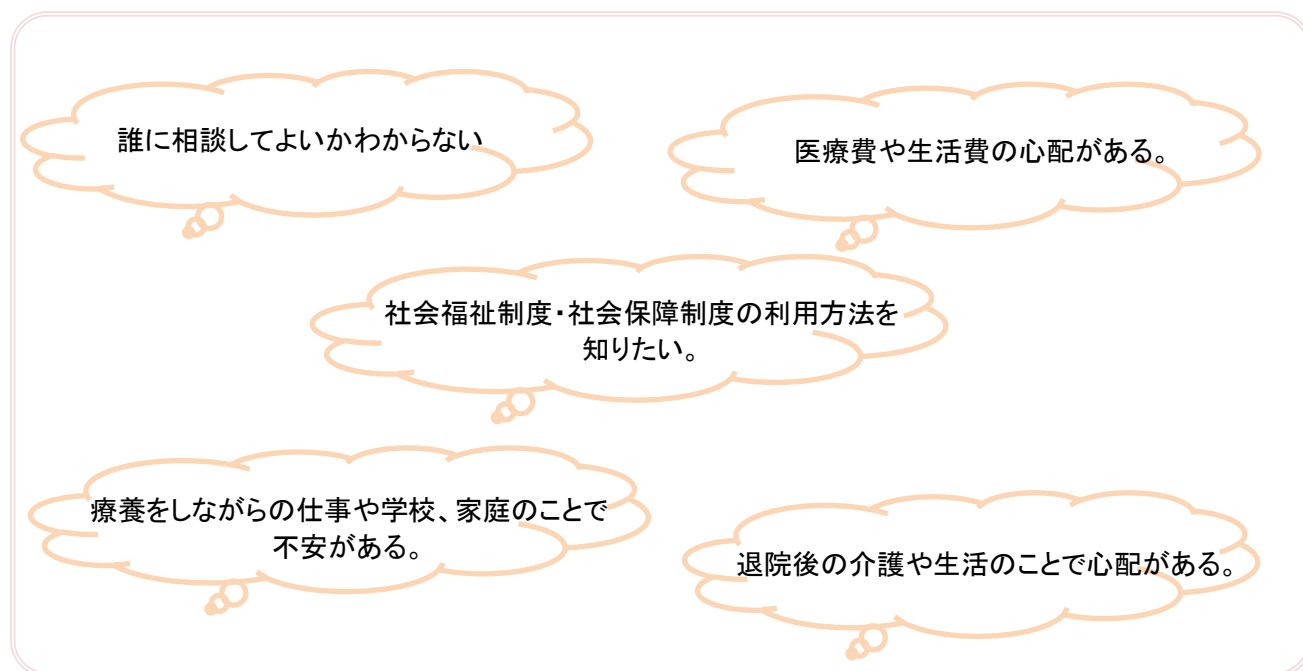 誰に相談してよいかわからない
医療費や生活費の心配がある。
社会福祉制度・社会保障制度の利用方法を
知りたい。
療養をしながらの仕事や学校、家庭のことで
不安がある。
退院後の介護や生活のことで心配がある。